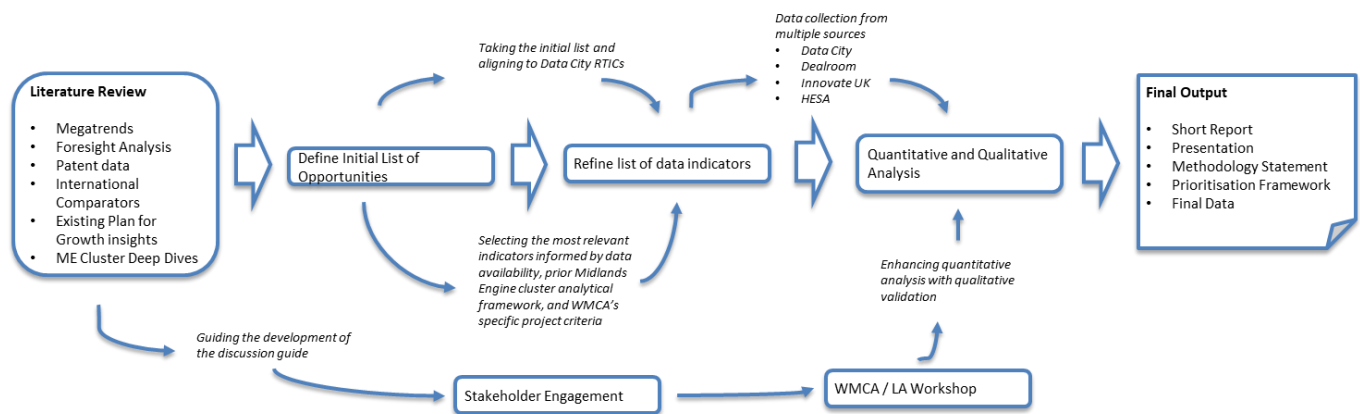 Literature Review
• Megatrends
• Foresight Analysis
• Patent data
• International
Comparators
• Existing Plan for
Growth insights
• ME Cluster Deep Dives
Define Initial List of
Opportunities
Taking the initial list and
aligning to Data City RTICs
Selecting the most relevant
indicators informed by data
availability, prior Midlands
Engine cluster analytical
framework, and WMCA's
specific project criteria
Refine list of data indicators
Data collection from
multiple sources
• Data City
• Dealroom
• Innovate UK
• HESA
Quantitative and Qualitative
Analysis
Final Output
• Short Report
• Presentation
• Methodology Statement
• Prioritisation Framework
• Final Data
Guiding the development of
the discussion guide
Stakeholder Engagement
WMCA / LA Workshop
Enhancing quantitative
analysis with qualitative
validation